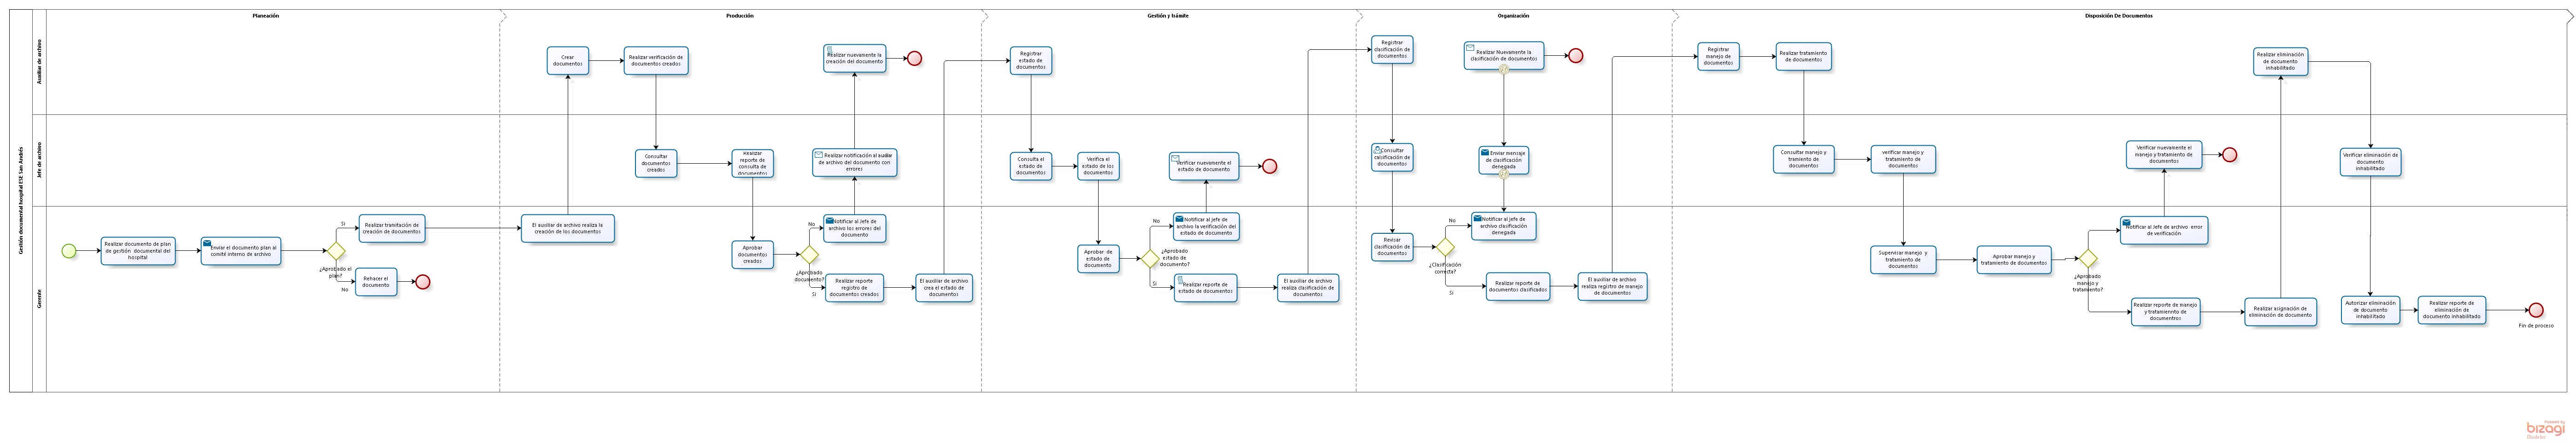 Gestión documental hospital ESE San Andrés
Planeación
Producción
Gestión y trámite
Organización
Disposición De Documentos
Auxiliar de archivo
Jefe de archivo
Gerente
Realizar documento de plan
de gestión documental del
hospital
Enviar el documento plan al
comité interno de archivo
¿Aprobado el
plan?
Si
No
Realizar tramitación de
creación de documentos
Rehacer el
documento
El auxiliar de archivo realiza la
creación de los documentos
Crear
documentos
Realizar verificación de
documentos creados
Consultar
documentos
creados
Realizar
reporte de
consulta de
documentos
Aprobar
documentos
creados
¿Aprobado
documento?
No
Si
Notificar al Jefe de
archivo los errores del
documento
Realizar notificación al auxiliar
de archivo del documento con
errores
Realizar nuevamente la
creación del documento
Realizar reporte
registro de
documentos creados
El auxiliar de archivo
crea el estado de
documentos
Registrar
estado de
documentos
Consulta el
estado de
documentos
Verifica el
estado de los
documentos
Aprobar de
estado de
documento
¿Aprobado
estado de
documento?
No
Si
Notificar al jefe de
archivo la verificación del
estado de documento
Verificar nuevamente el
estado de documento
Realizar reporte de
estado de documentos
El auxiliar de archivo
realiza clasificación de
documentos
Registrar
clasificación de
documentos
Consultar
calsificación de
documentos
Revisar
clasificación de
documentos
¿Clasificación
correcta?
No
Si
Notificar al jefe de
archivo clasificación
denegada
Enviar mensaje
de clasificación
denegada
Realizar Nuevamente la
clasificación de documentos
Realizar reporte de
documentos clasificados
El auxiliar de archivo
realiza registro de manejo
de documentos
Registrar
manejo de
documentos
Realizar tratamiento
de documentos
Consultar manejo y
tramiento de
documentos
verificar manejo y
tratamiento de
documentos
Supervisar manejo y
tratamiento de
documentos
Aprobar manejo y
tratamiento de documentos
¿Aprobado
manejo y
tratamiento?
Notificar al Jefe de archivo error
de verificación
Verificar nuevamente el
manejo y tratamiento de
documentos
Realizar reporte de manejo
y tratamiennto de
documentros
Realizar asignación de
eliminación de documento
Realizar eliminación
de documento
inhabilitado
Verificar eliminación de
documento
inhabilitado
Autorizar eliminación
de documento
inhabilitado
Realizar reporte de
eliminación de
documento inhabilitado
Fin de proceso
Powered by
bizagi
Modeler